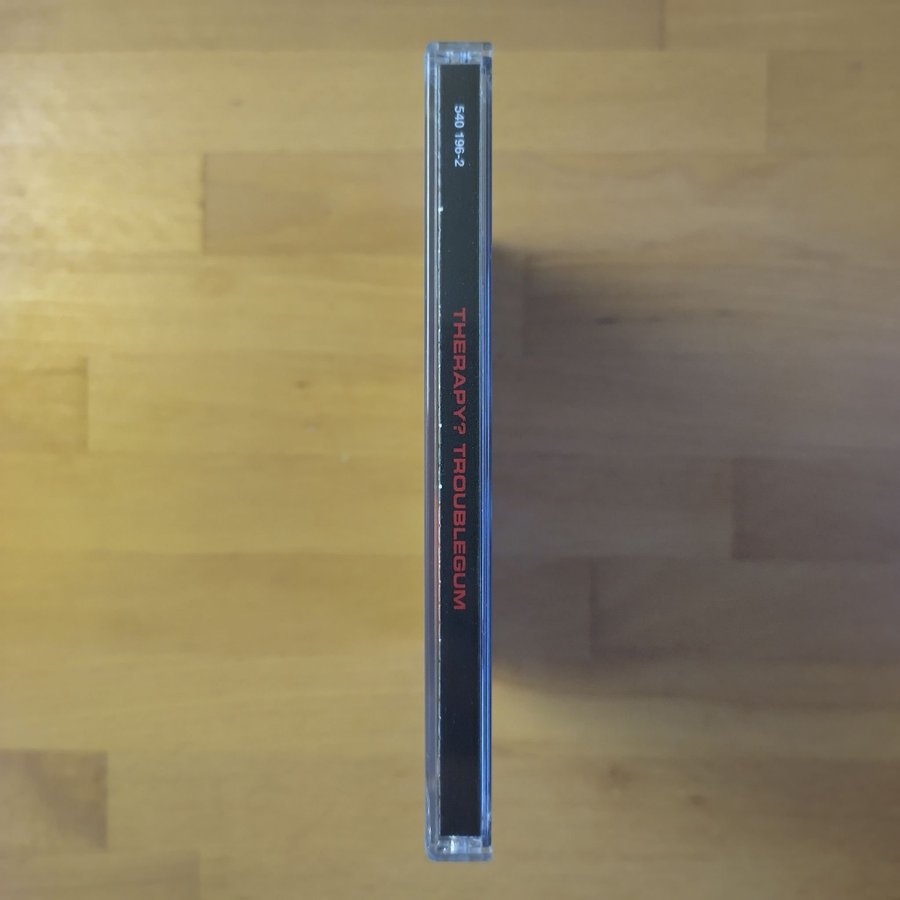 540 196-2
THERAPY? TROUBLEGUM